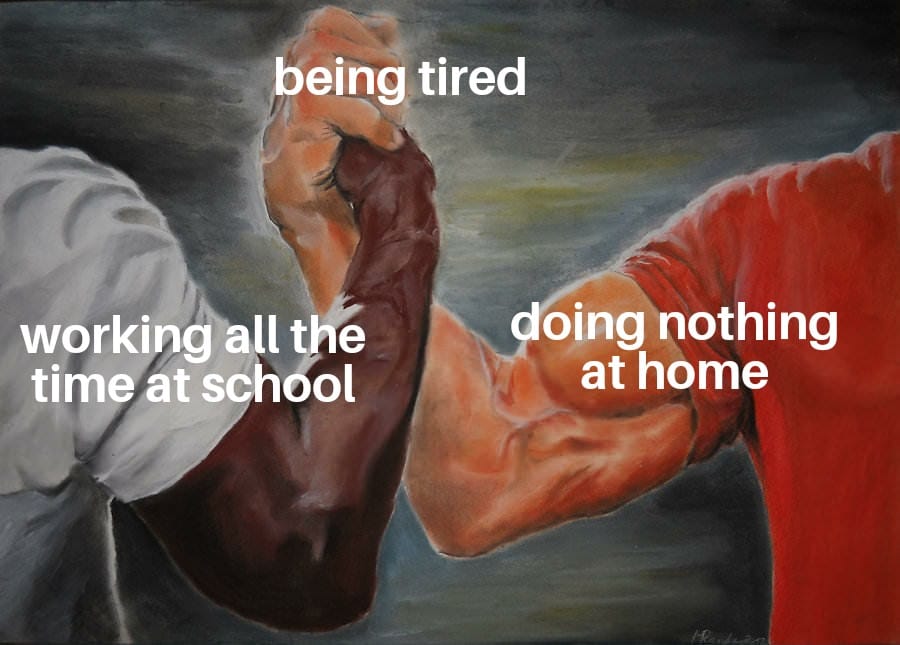 being tired
working all the
time at school
doing nothing
at home